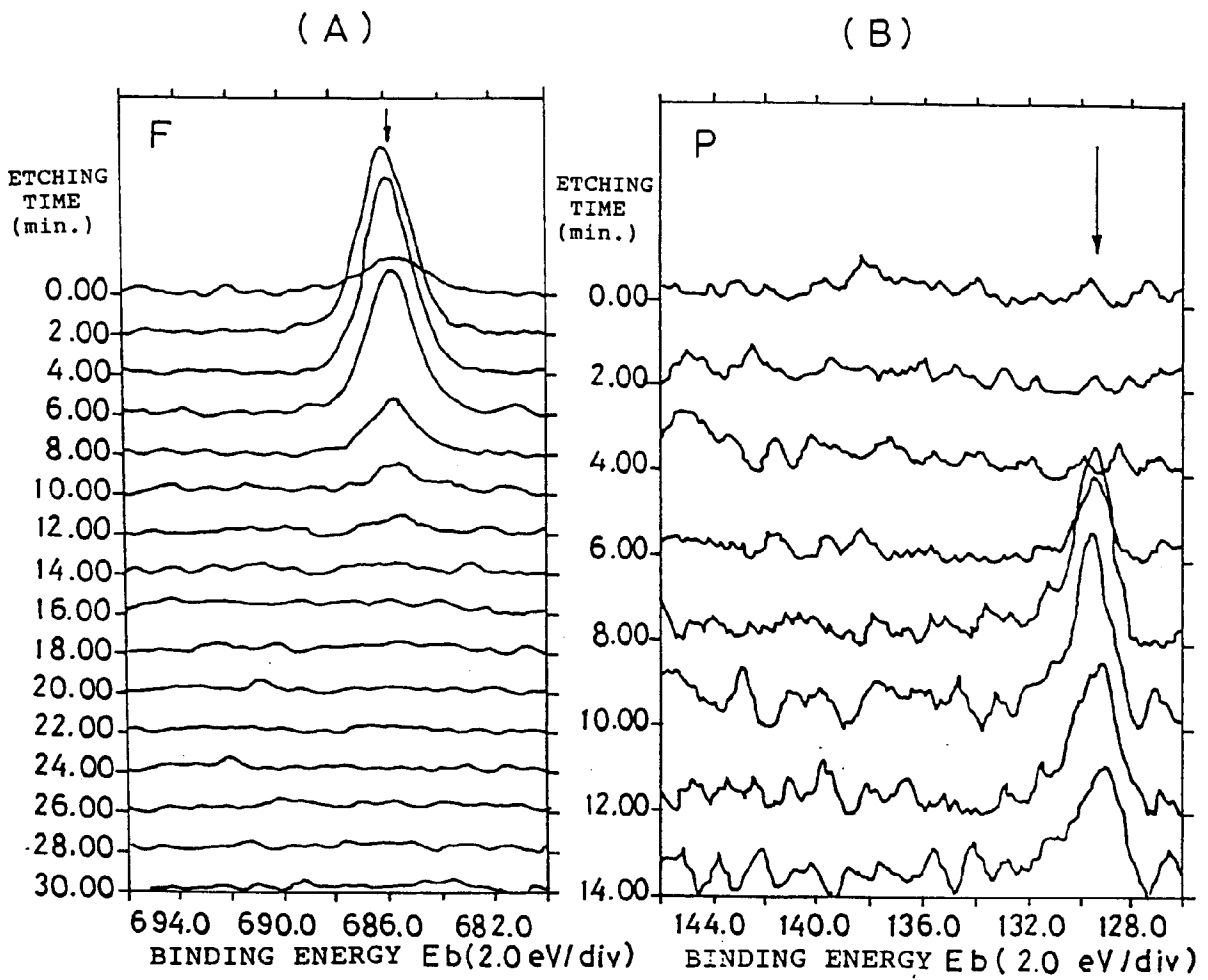 (A)
F
ETCHING
TIME
(min.)
0.00
2.00
4.00
6.00
8.00
10.00
12.00
14.00
16.00
18.00
20.00
22.00
24.00
26.00
28.00
30.00
694.0 690.0 686.0 682.0
BINDING ENERGY Eb(2.0 eV/div)
(B)
P
ETCHING
TIME
(min.)
0.00
2.00
4.00
6.00
8.00
10.00
12.00
14.00
144.0 140.0 136.0 132.0 128.0
BINDING ENERGY Eb(2.0 eV/div)